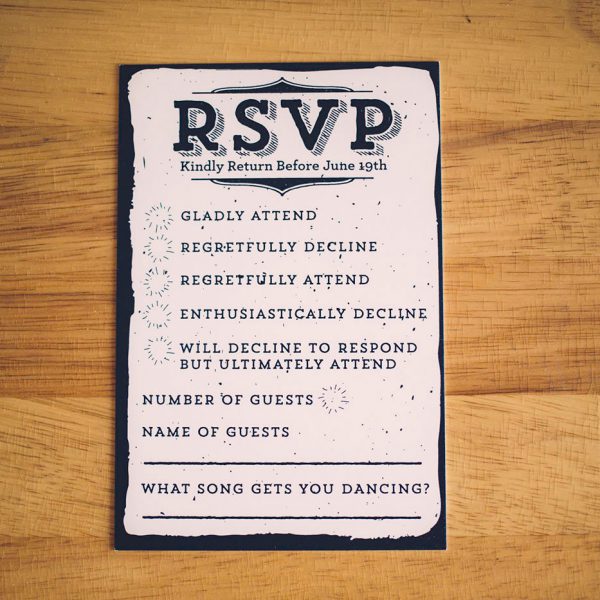 RSVP
Kindly Return Before June 19th
GLADLY ATTEND
REGRETFULLY DECLINE
REGRETFULLY ATTEND
ENTHUSIASTICALLY DECLINE
WILL DECLINE TO RESPOND
BUT ULTIMATELY ATTEND
NUMBER OF GUESTS
NAME OF GUESTS
WHAT SONG GETS YOU DANCING?